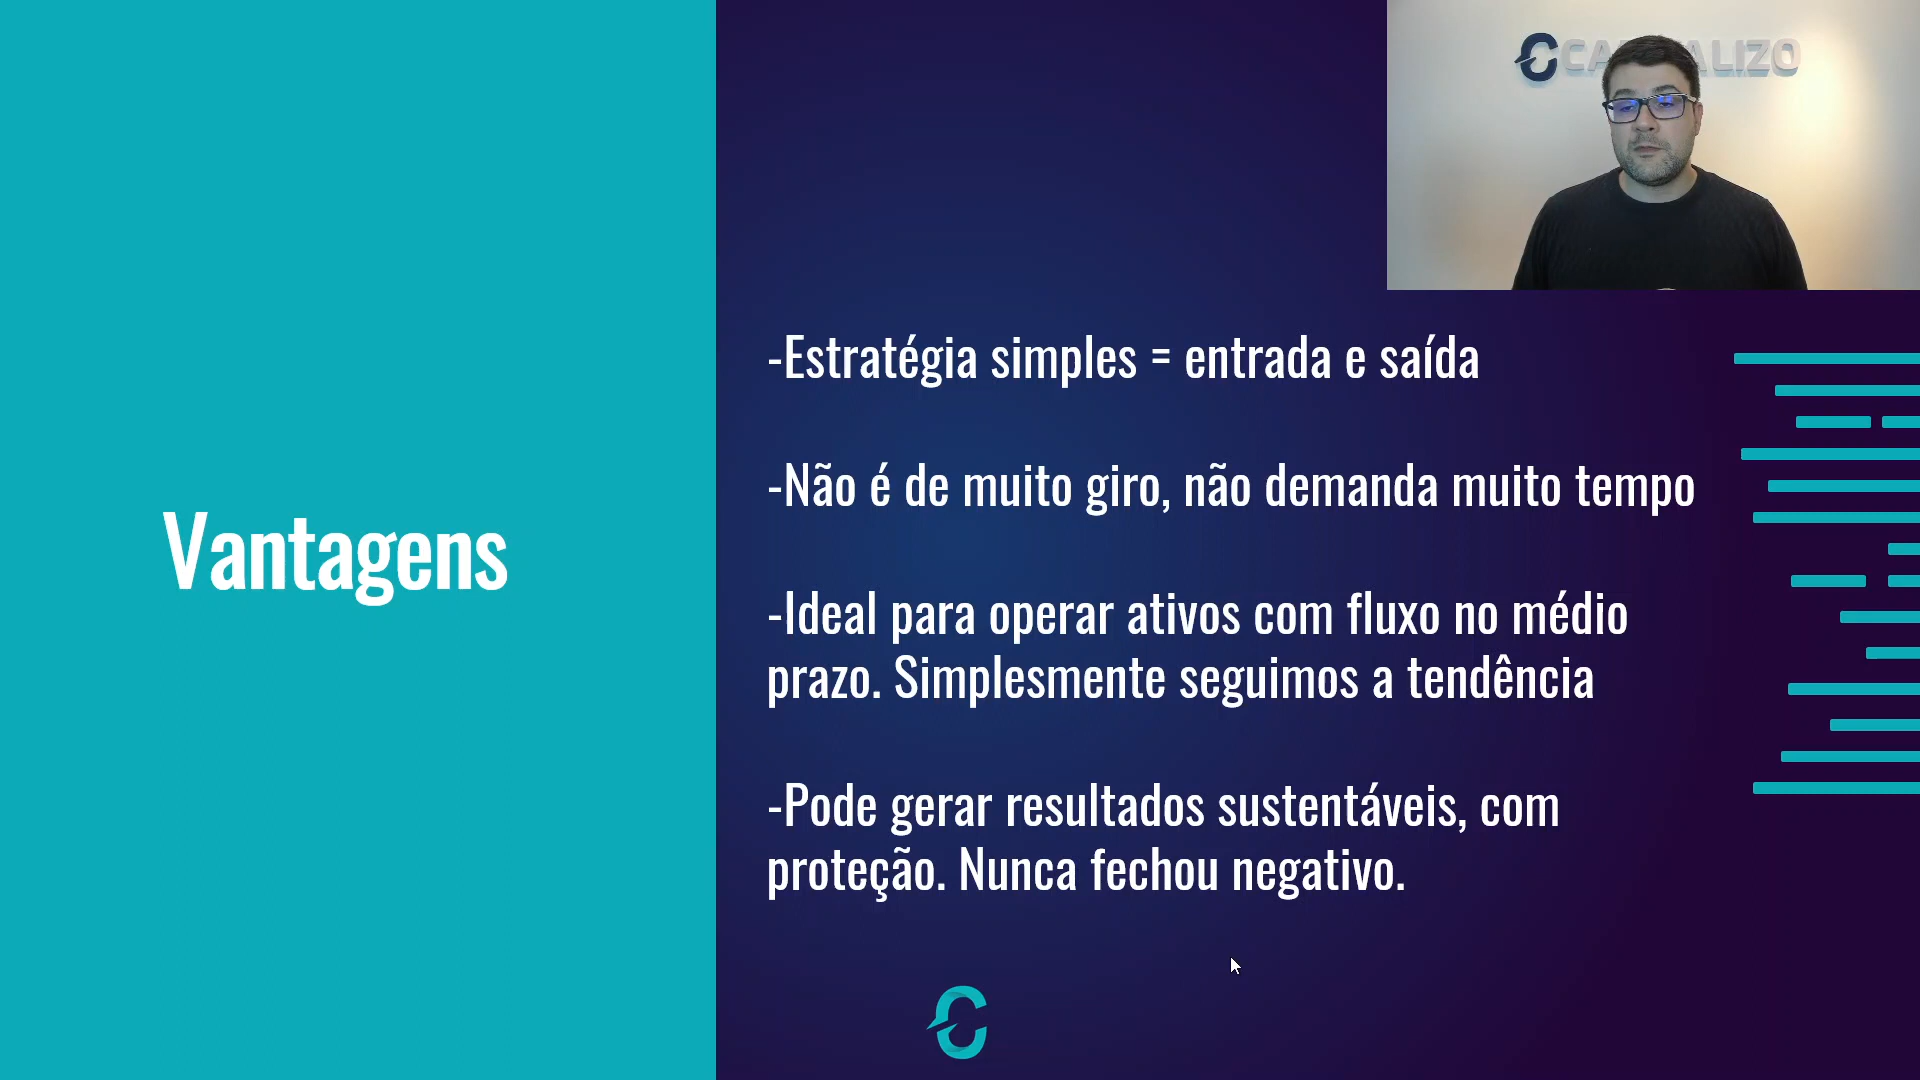 Vantagens
-Estratégia simples = entrada e saída
-Não é de muito giro, não demanda muito tempo
-Ideal para operar ativos com fluxo no médio
prazo. Simplesmente seguimos a tendência
-Pode gerar resultados sustentáveis, com
proteção. Nunca fechou negativo.